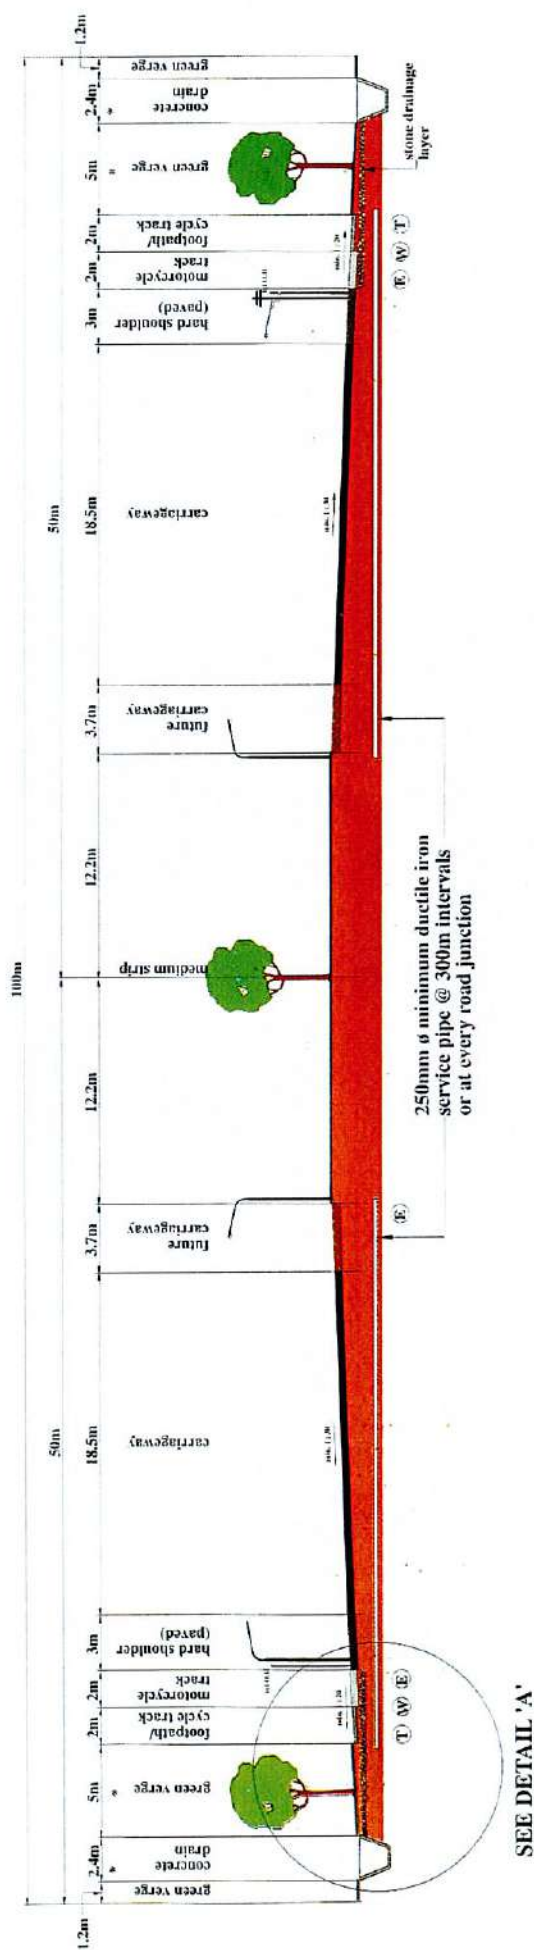 100m
50m
50m
1.2m
2.4m
5m
2m
2m
3m
18.5m
3.7m
12.2m
12.2m
3.7m
18.5m
3m
2m
2m
5m
2.4m
1.2m
green verge
concrete
drain
green verge
*
footpath/
cycle track
motorcycle
track
hard shoulder
(paved)
carriageway
future
carriageway
medium strip
future
carriageway
carriageway
hard shoulder
(paved)
motorcycle
track
footpath/
cycle track
green verge
*
concrete
drain
*
green verge
T W E
E
E W T
stone drainage
layer
250mm ø minimum ductile iron
service pipe @ 300m intervals
or at every road junction
SEE DETAIL 'A'